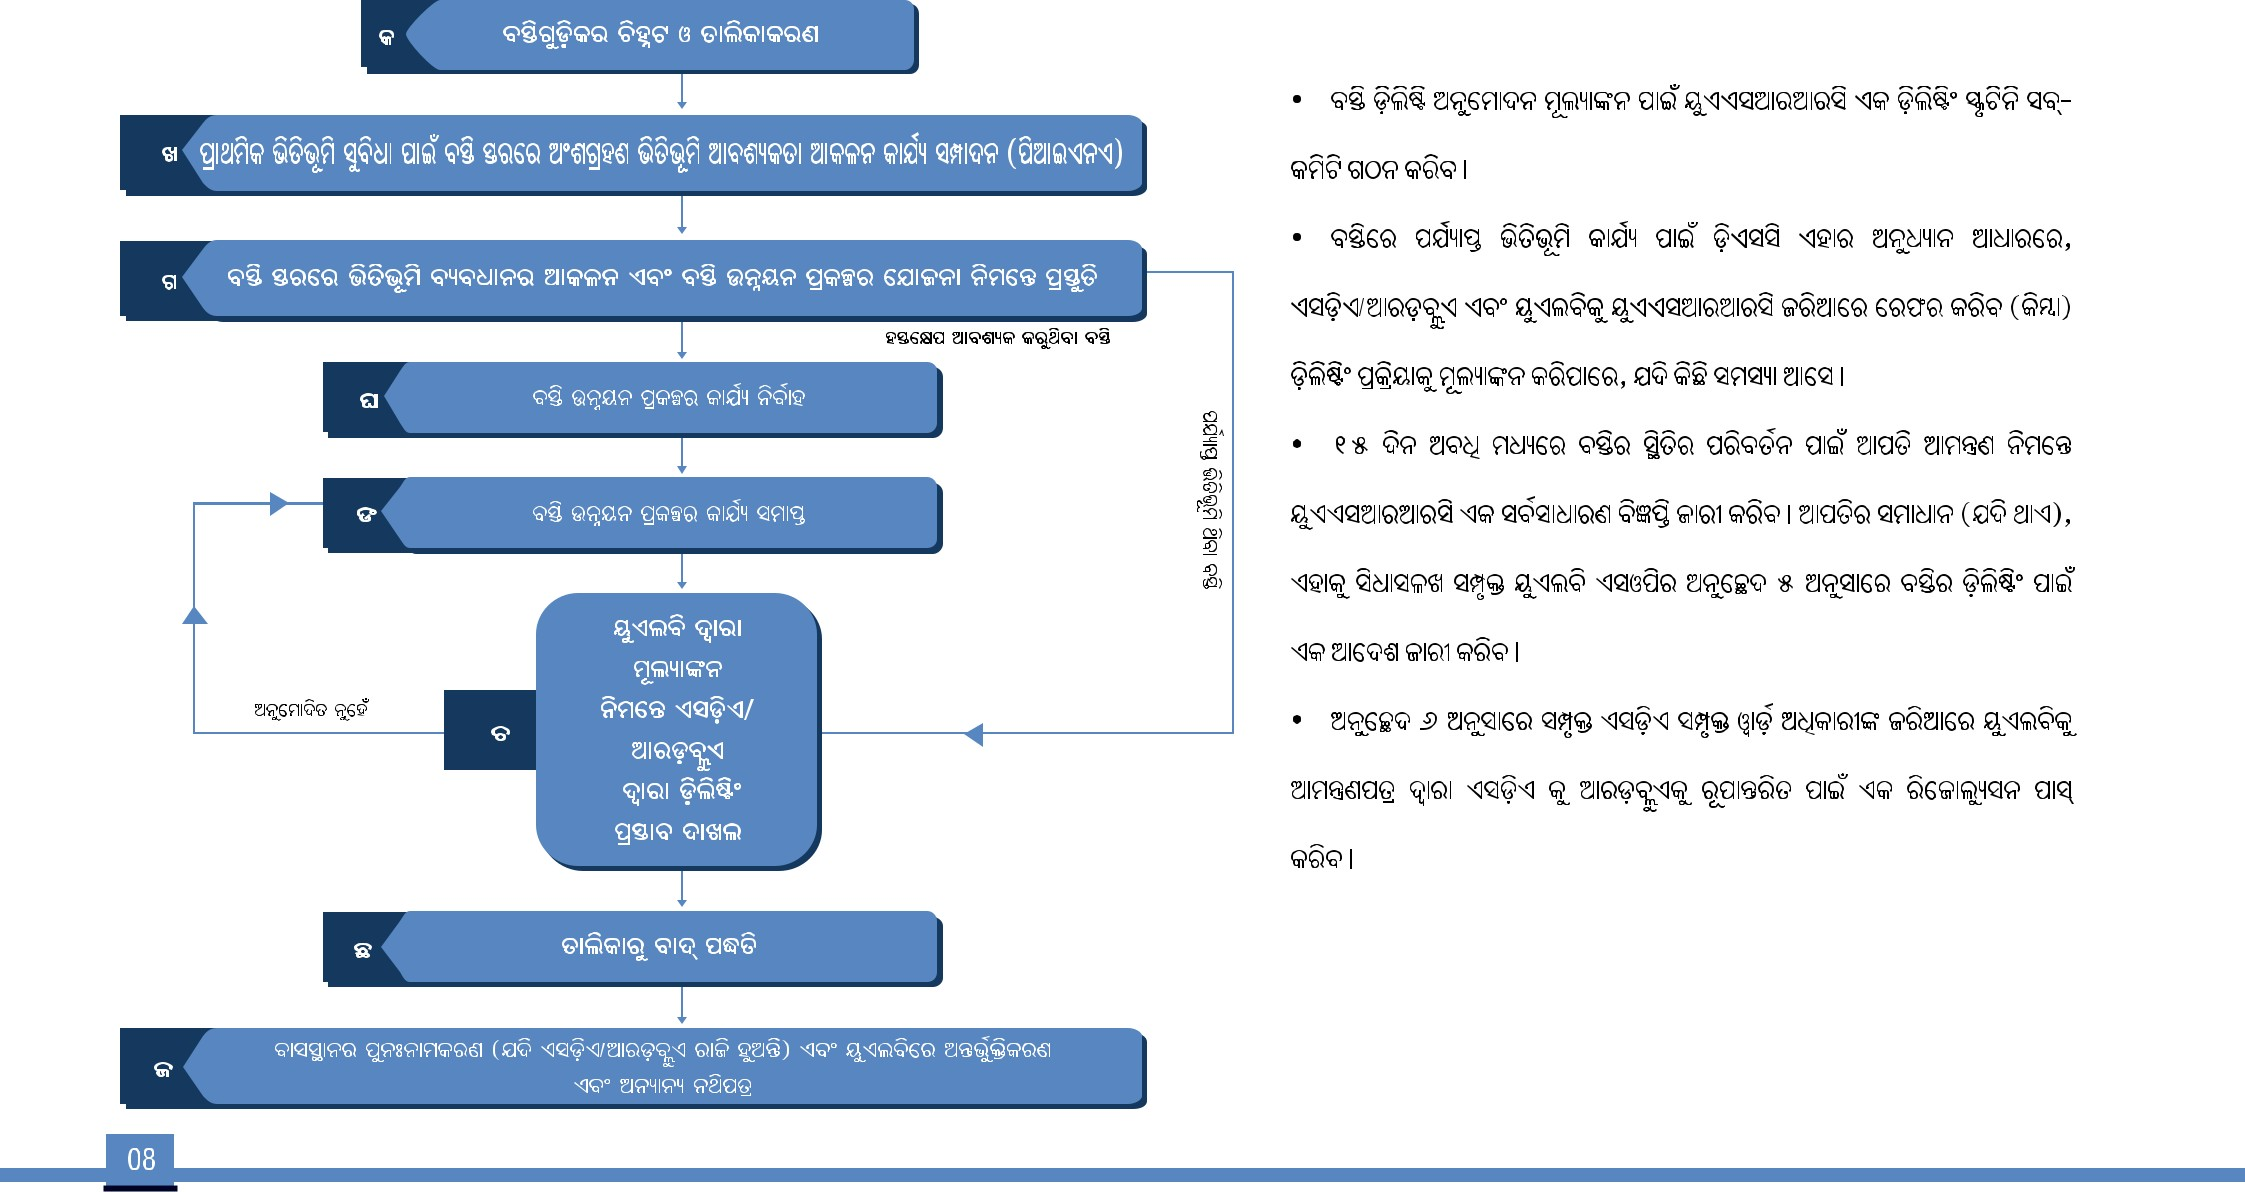 କ
ବସ୍ତିଗୁଡ଼ିକର ଚିହ୍ନଟ ଓ ତାଲିକାକରଣ
ଖ
ପ୍ରାଥମିକ ଭିତିଭୂମି ସୁବିଧା ପାଇଁ ବସ୍ତି ସ୍ତରରେ ଅଂଶଗ୍ରହଣ ଭିତିଭୂମି ଆବଶ୍ୟକତା ଆକଳନ କାର୍ଯ୍ୟ ସମ୍ପାଦନ (ପିଆଇଏନଏ)
ଗ
ବସ୍ତି ସ୍ତରରେ ଭିତିଭୂମି ବ୍ୟବଧାନର ଆକଳନ ଏବଂ ବସ୍ତି ଉନ୍ନୟନ ପ୍ରକଳ୍ପର ଯୋଜନା ନିମନ୍ତେ ପ୍ରସ୍ତୁତି
ହସ୍ତକ୍ଷେପ ଆବଶ୍ୟକ କରୁଥିବା ବସ୍ତି
ଘ
ବସ୍ତି ଉନ୍ନୟନ ପ୍ରକଳ୍ପର କାର୍ଯ୍ୟ ନିର୍ବାହ
ପର୍ଯ୍ୟାପ୍ତ ଭିତିଭୂମି ଥିବା ବସ୍ତି
ଙ
ବସ୍ତି ଉନ୍ନୟନ ପ୍ରକଳ୍ପର କାର୍ଯ୍ୟ ସମାପ୍ତ
ଅନୁମୋଦିତ ନୁହେଁ
ଚ
ୟୁଏଲବି ଦ୍ୱାରା
ମୂଲ୍ୟାଙ୍କନ
ନିମନ୍ତେ ଏସଡ଼ିଏ/
ଆରଡ଼ବ୍ଲୁଏ
ଦ୍ୱାରା ଡ଼ିଲିଷ୍ଟିଂ
ପ୍ରସ୍ତାବ ଦାଖଲ
ଛ
ତାଲିକାରୁ ବାଦ୍ ପଦ୍ଧତି
ଜ
ବାସସ୍ଥାନର ପୁନଃନାମକରଣ (ଯଦି ଏସଡ଼ିଏ/ଆରଡ଼ବ୍ଲୁଏ ରାଜି ହୁଅନ୍ତି) ଏବଂ ୟୁଏଲବିରେ ଅନ୍ତର୍ଭୁକ୍ତିକରଣ
ଏବଂ ଅନ୍ୟାନ୍ୟ ନଥିପତ୍ର
08
• ବସ୍ତି ଡ଼ିଲିଷ୍ଟି ଅନୁମୋଦନ ମୂଲ୍ୟାଙ୍କନ ପାଇଁ ୟୁଏଏସଆରଆରସି ଏକ ଡ଼ିଲିଷ୍ଟିଂ ସ୍କୃଟିନି ସବ୍-
କମିଟି ଗଠନ କରିବ ।
• ବସ୍ତିରେ ପର୍ଯ୍ୟାପ୍ତ ଭିତିଭୂମି କାର୍ଯ୍ୟ ପାଇଁ ଡ଼ିଏସସି ଏହାର ଅନୁଧ୍ୟାନ ଆଧାରରେ,
ଏସଡ଼ିଏ/ଆରଡ଼ବ୍ଲୁଏ ଏବଂ ୟୁଏଲବିକୁ ୟୁଏଏସଆରଆରସି ଜରିଆରେ ରେଫର କରିବ (କିମ୍ବା)
ଡ଼ିଲିଷ୍ଟିଂ ପ୍ରକ୍ରିୟାକୁ ମୂଲ୍ୟାଙ୍କନ କରିପାରେ, ଯଦି କିଛି ସମସ୍ୟା ଆସେ ।
• ୧୫ ଦିନ ଅବଧି ମଧ୍ୟରେ ବସ୍ତିର ସ୍ଥିତିର ପରିବର୍ତନ ପାଇଁ ଆପତି ଆମନ୍ତ୍ରଣ ନିମନ୍ତେ
ୟୁଏଏସଆରଆରସି ଏକ ସର୍ବସାଧାରଣ ବିଜ୍ଞପ୍ତି ଜାରୀ କରିବ । ଆପତିର ସମାଧାନ (ଯଦି ଥାଏ),
ଏହାକୁ ସିଧାସଳଖ ସମ୍ପୃକ୍ତ ୟୁଏଲବି ଏସଓପିର ଅନୁଚ୍ଛେଦ ୫ ଅନୁସାରେ ବସ୍ତିର ଡ଼ିଲିଷ୍ଟିଂ ପାଇଁ
ଏକ ଆଦେଶ ଜାରୀ କରିବ ।
• ଅନୁଚ୍ଛେଦ ୬ ଅନୁସାରେ ସମ୍ପୃକ୍ତ ଏସଡ଼ିଏ ସମ୍ପୃକ୍ତ ୱାର୍ଡ଼ ଅଧିକାରୀଙ୍କ ଜରିଆରେ ୟୁଏଲବିକୁ
ଆମନ୍ତ୍ରଣପତ୍ର ଦ୍ୱାରା ଏସଡ଼ିଏ କୁ ଆରଡ଼ବ୍ଲୁଏକୁ ରୂପାନ୍ତରିତ ପାଇଁ ଏକ ରିଜୋଲ୍ୟୁସନ ପାସ୍
କରିବ ।